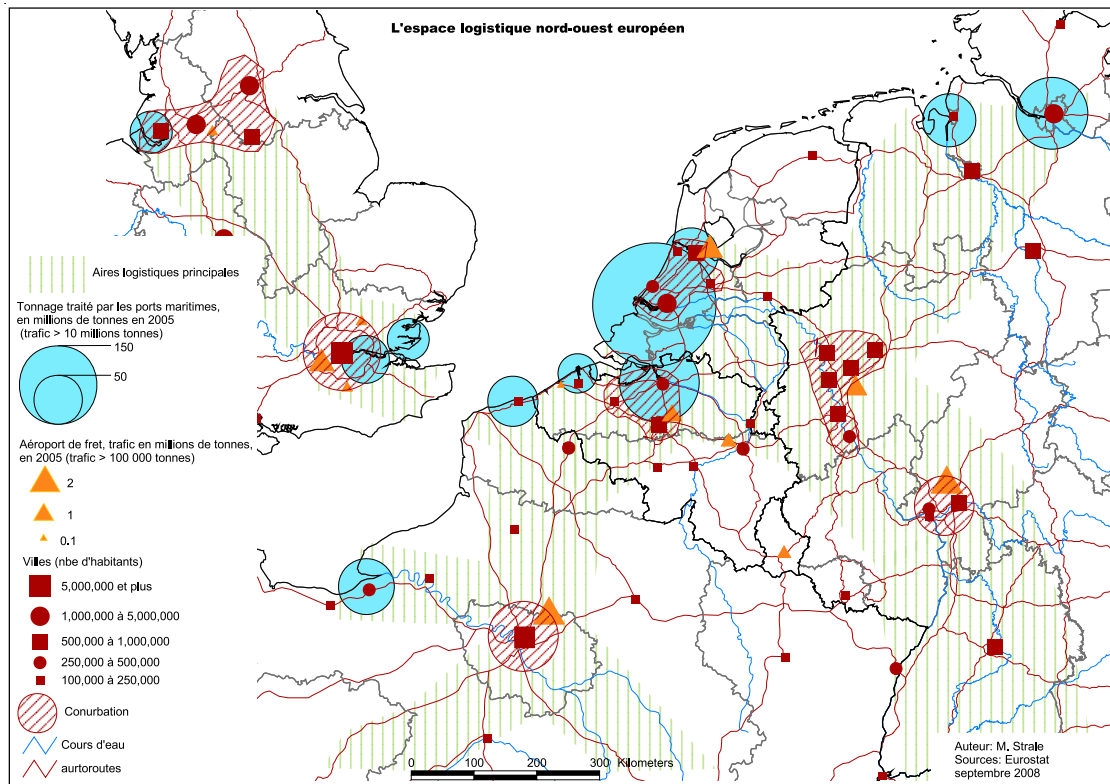 L'espace logistique nord-ouest européen
Aires logistiques principales
Tonnage traité par les ports maritimes,
en millions de tonnes en 2005
(trafic > 10 millions tonnes)
150
50
Aéroport de fret, trafic en millions de tonnes,
en 2005 (trafic > 100 000 tonnes)
2
1
0.1
Villes (nbe d'habitants)
5,000,000 et plus
1,000,000 à 5,000,000
500,000 à 1,000,000
250,000 à 500,000
100,000 à 250,000
Conurbation
Cours d'eau
aurtoroutes
0 100 200 300 Kilometers
Auteur: M. Strale
Sources: Eurostat
septembre 2008